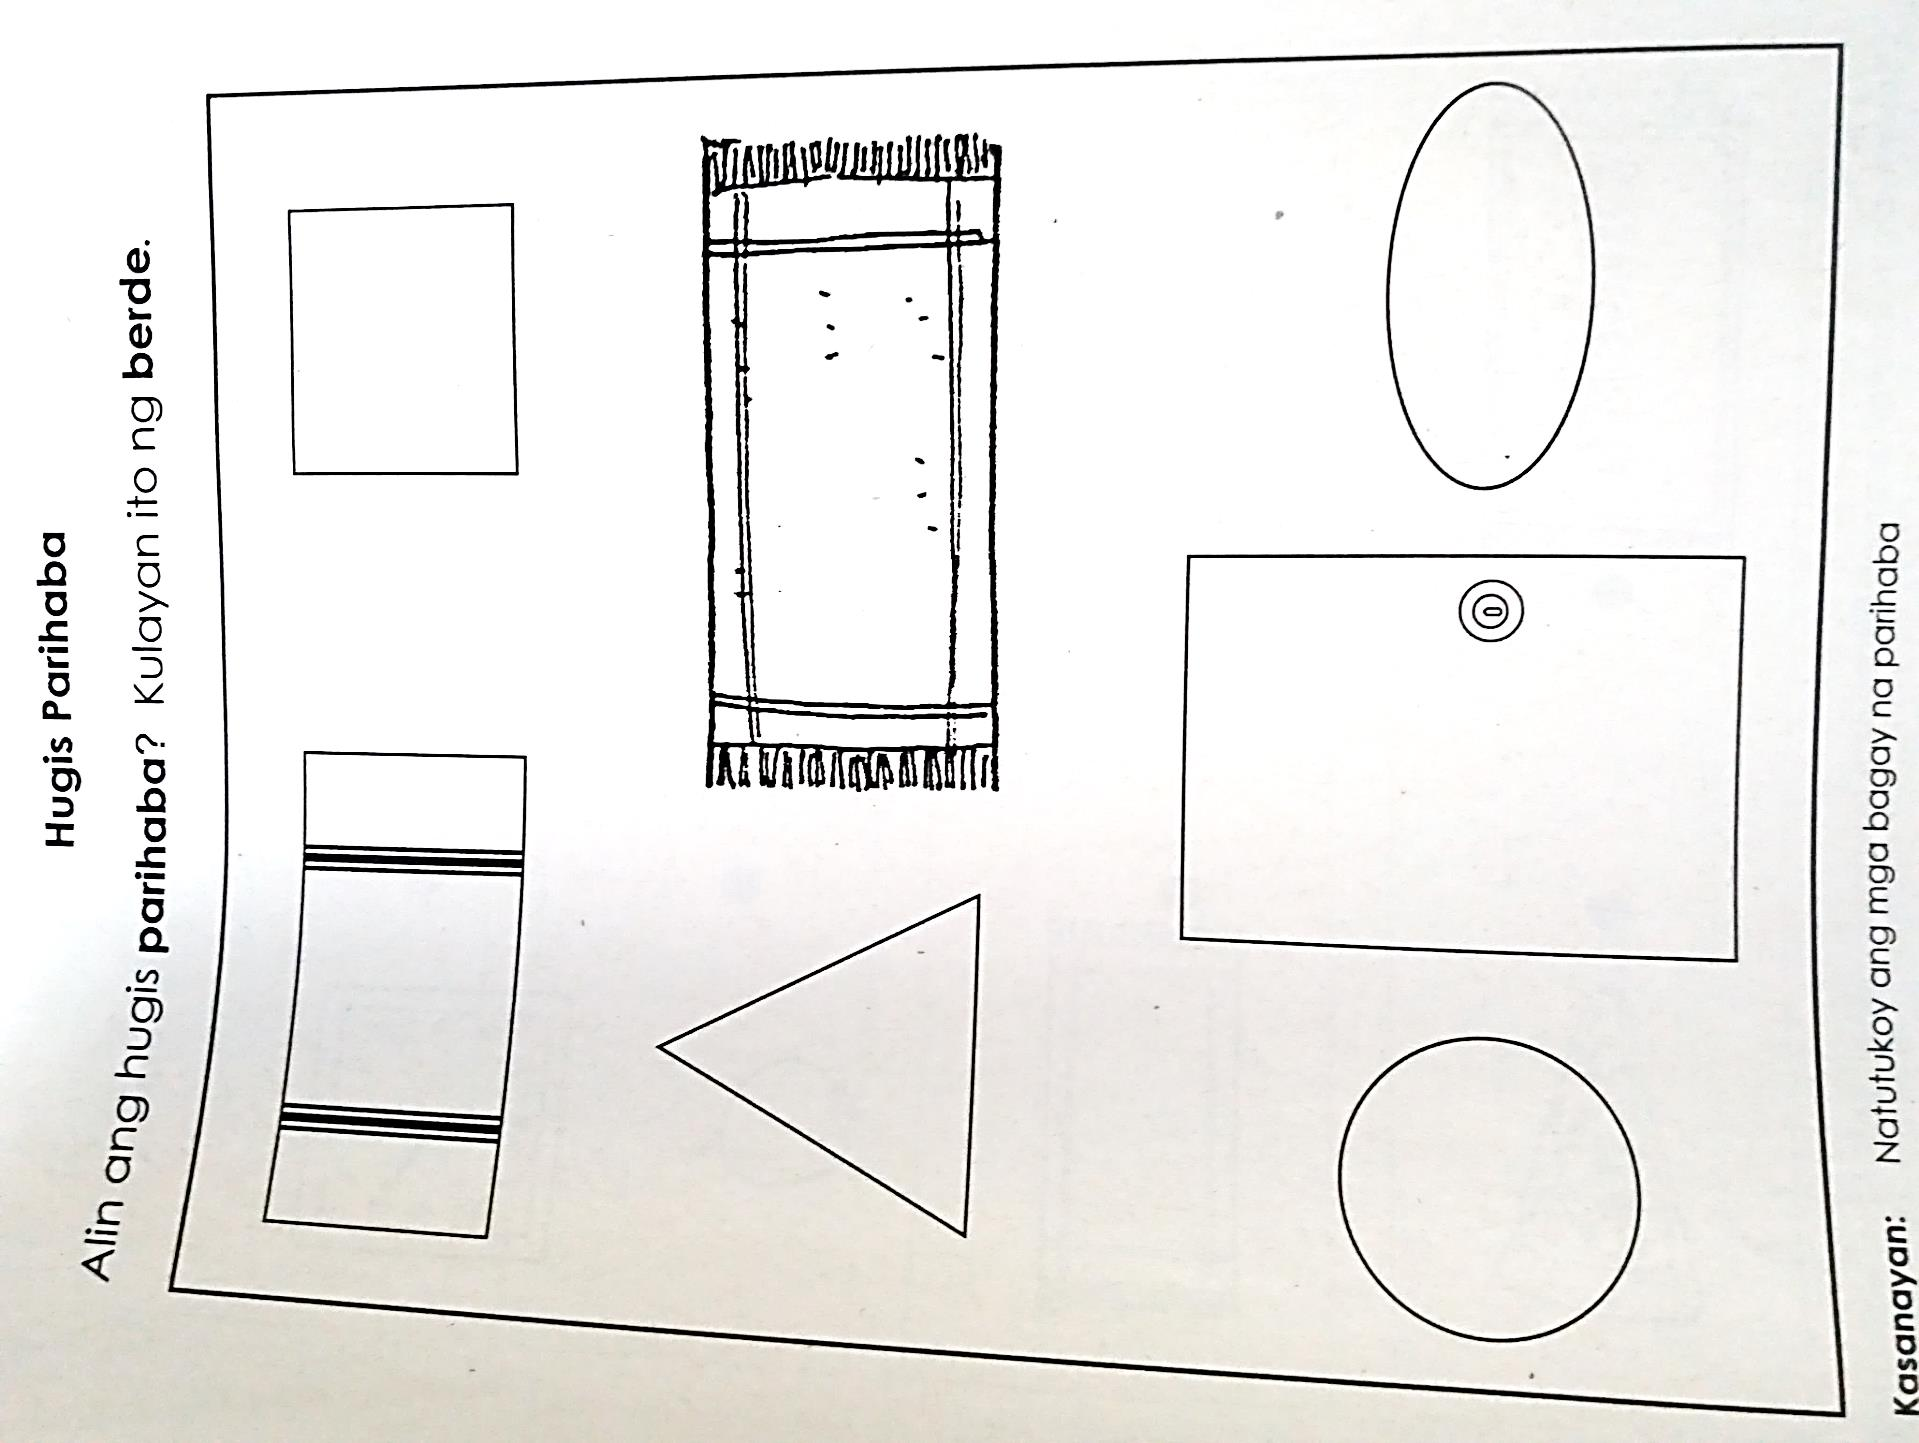 Hugis Parihaba
Alin ang hugis parihaba? Kulayan ito ng berde.
Kasanayan: Natutukoy ang mga bagay na parihaba